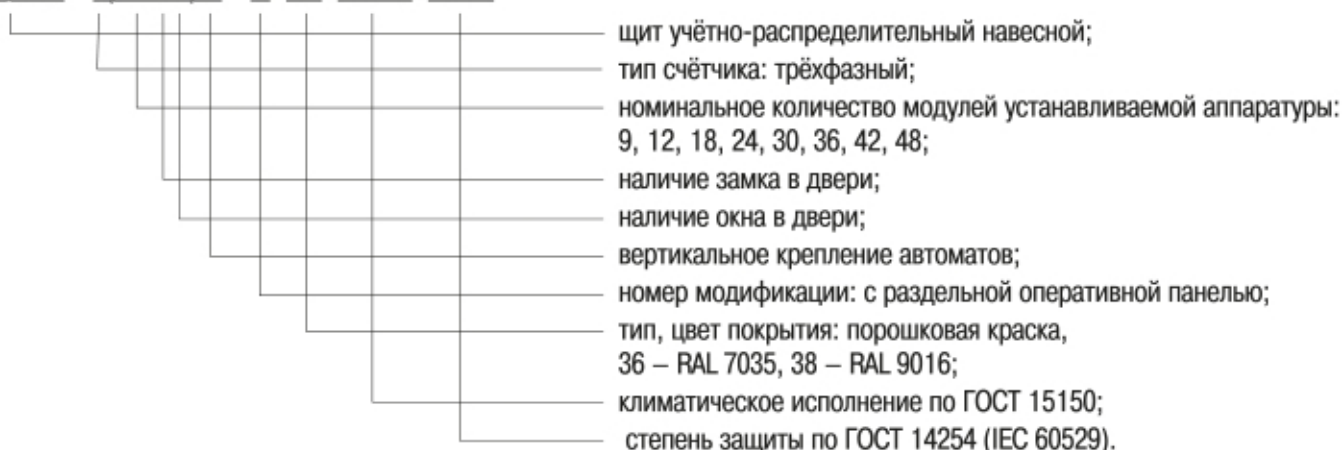 щит учётно-распределительный навесной;
тип счётчика: трёхфазный;
номинальное количество модулей устанавливаемой аппаратуры:
9, 12, 18, 24, 30, 36, 42, 48;
наличие замка в двери;
наличие окна в двери;
вертикальное крепление автоматов;
номер модификации: с раздельной оперативной панелью;
тип, цвет покрытия: порошковая краска,
36 – RAL 7035, 38 – RAL 9016;
климатическое исполнение по ГОСТ 15150;
степень защиты по ГОСТ 14254 (IEC 60529).